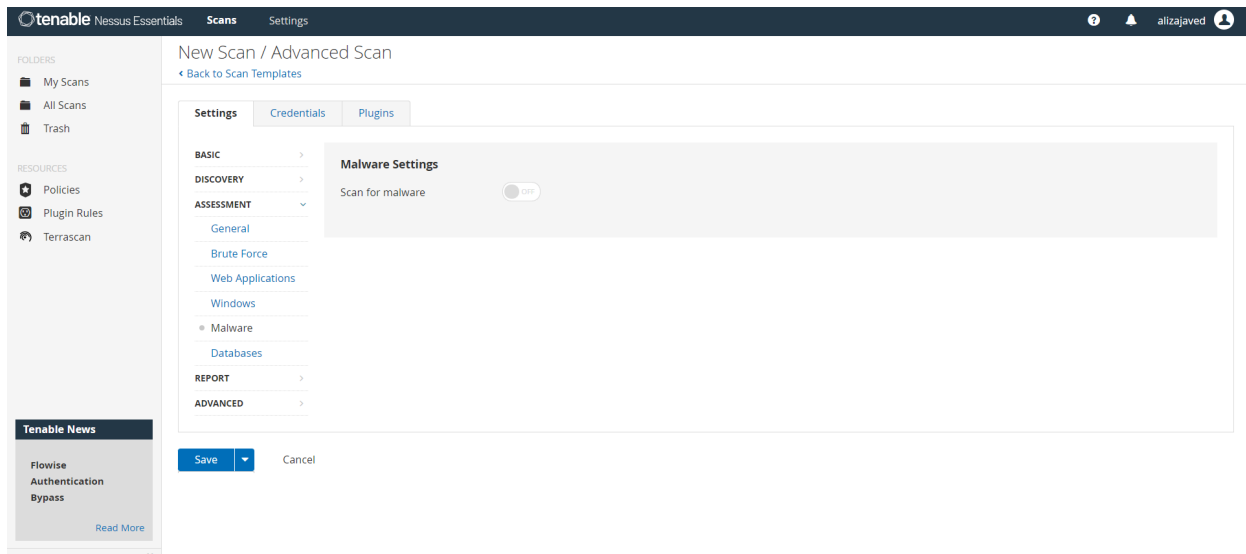 tenable Nessus Essentials Scans Settings ? alizajaved
FOLDERS
My Scans
All Scans
Trash
RESOURCES
Policies
Plugin Rules
Terrascan
Tenable News
Flowise
Authentication
Bypass
Read More
New Scan / Advanced Scan
‹ Back to Scan Templates
Settings Credentials Plugins
BASIC
DISCOVERY
ASSESSMENT
General
Brute Force
Web Applications
Windows
Malware
Databases
REPORT
ADVANCED
Malware Settings
Scan for malware OFF
Save Cancel